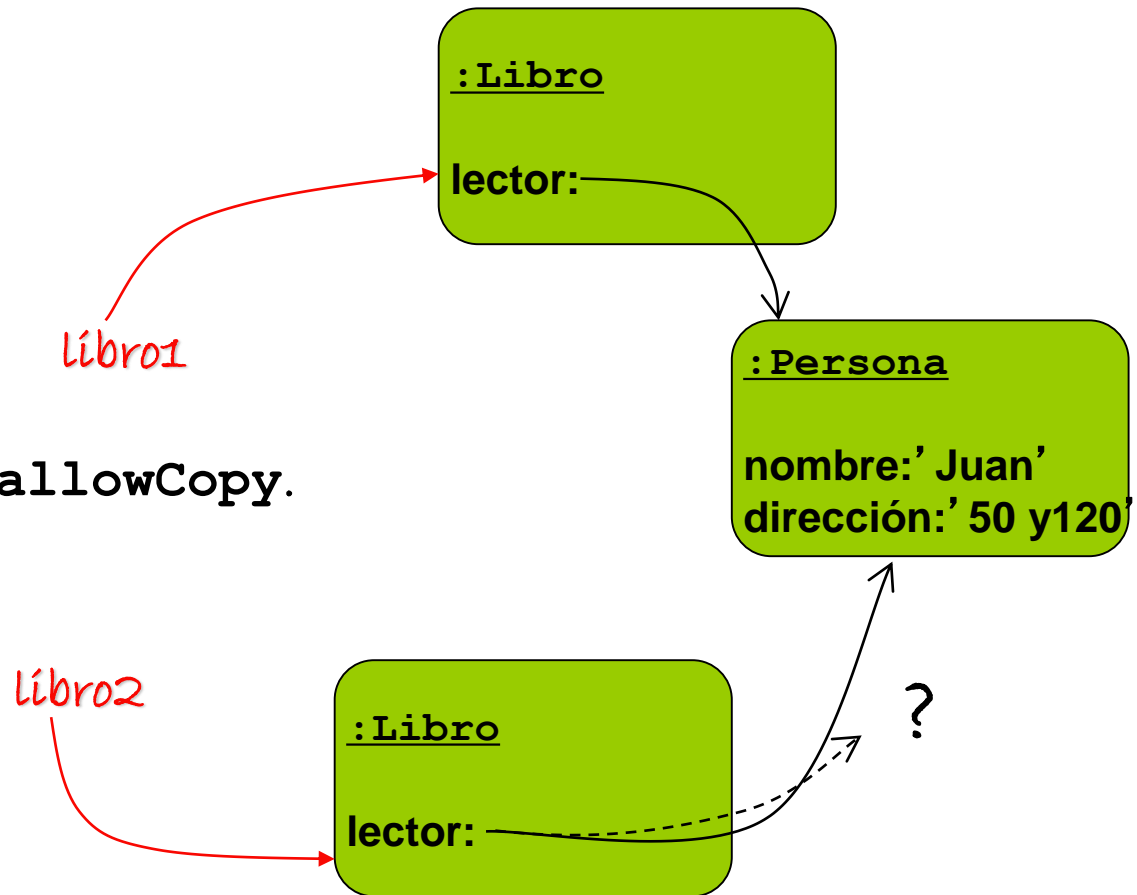 :Libro
lector:
libro1
:Persona
nombre:’ Juan’
dirección:’ 50 y120’
allowCopy.
libro2
:Libro
?
lector: